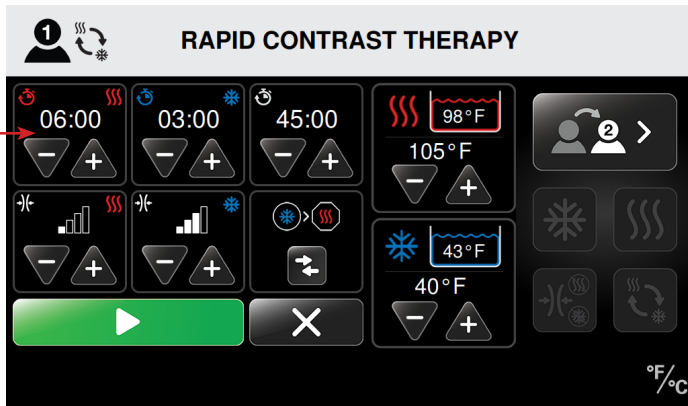 1
RAPID CONTRAST THERAPY
06:00
03:00
45:00
98°F
105°F
2
43°F
40°F
°F/°C